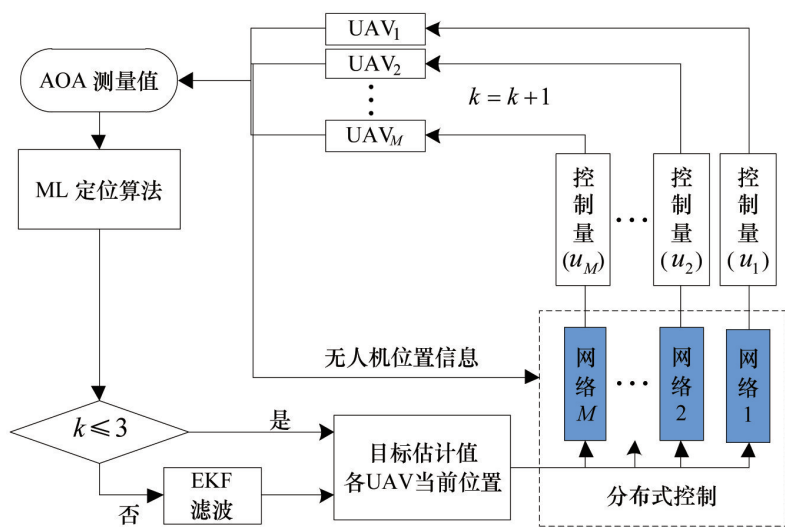 UAV₁
UAV₂
⋮
UAV_M
k = k + 1
AOA 测量值
ML 定位算法
控制量(u_M)
…
控制量(u₂)
控制量(u₁)
无人机位置信息
网络M
…
网络2
网络1
k ≤ 3
是
否
EKF
滤波
目标估计值
各UAV当前位置
分布式控制